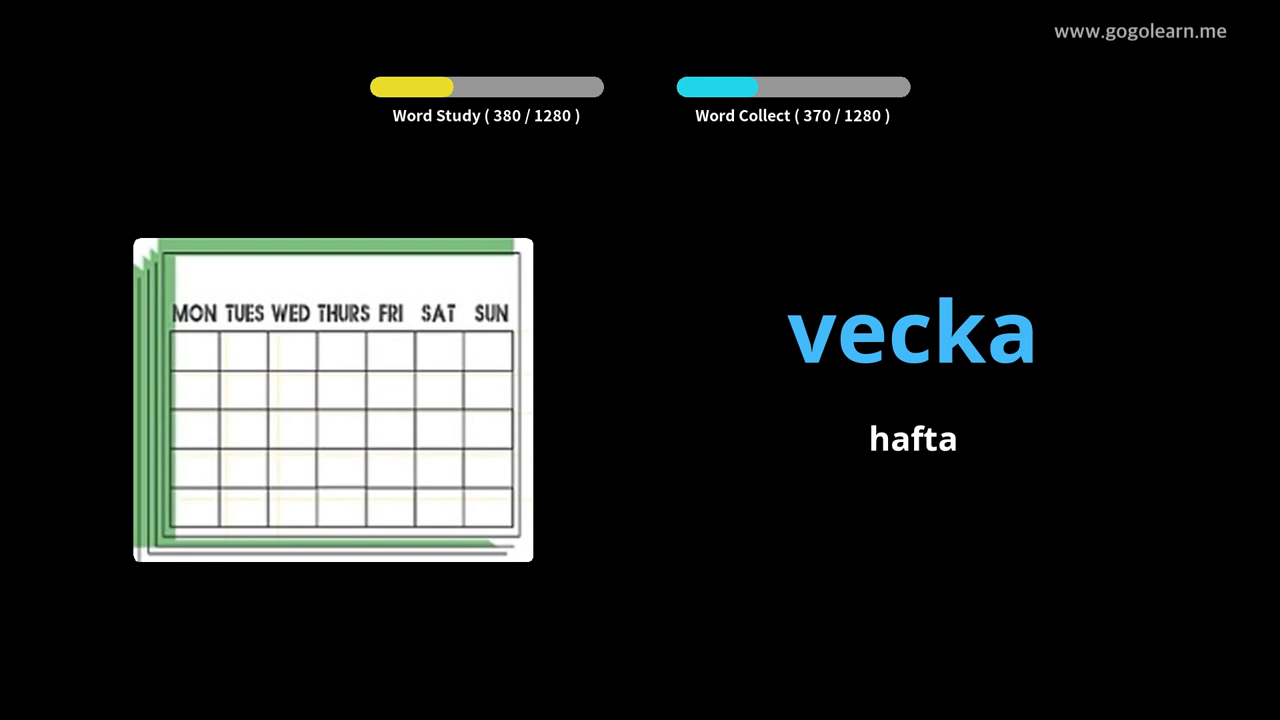 www.gogolearn.me
Word Study ( 380 / 1280 )
Word Collect ( 370 / 1280 )
MON TUES WED THURS FRI SAT SUN
vecka
hafta